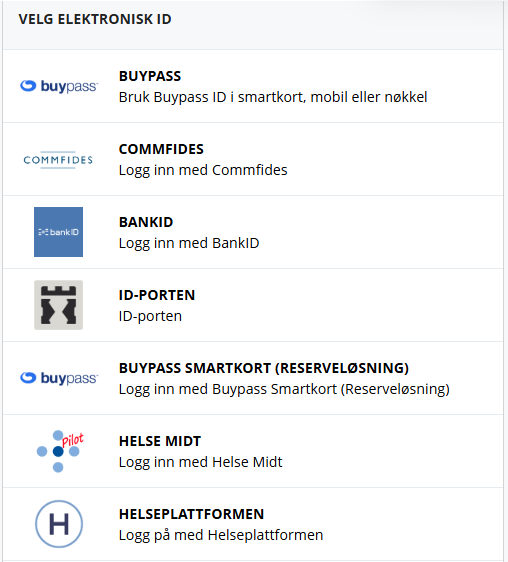 VELG ELEKTRONISK ID
buypass
BUYPASS
Bruk Buypass ID i smartkort, mobil eller nøkkel
COMMFIDES
COMMFIDES
Logg inn med Commfides
bankID
BANKID
Logg inn med BankID
ID-PORTEN
ID-porten
buypass
BUYPASS SMARTKORT (RESERVELØSNING)
Logg inn med Buypass Smartkort (Reserveløsning)
Pilot
HELSE MIDT
Logg inn med Helse Midt
H
HELSEPLATTFORMEN
Logg på med Helseplattformen